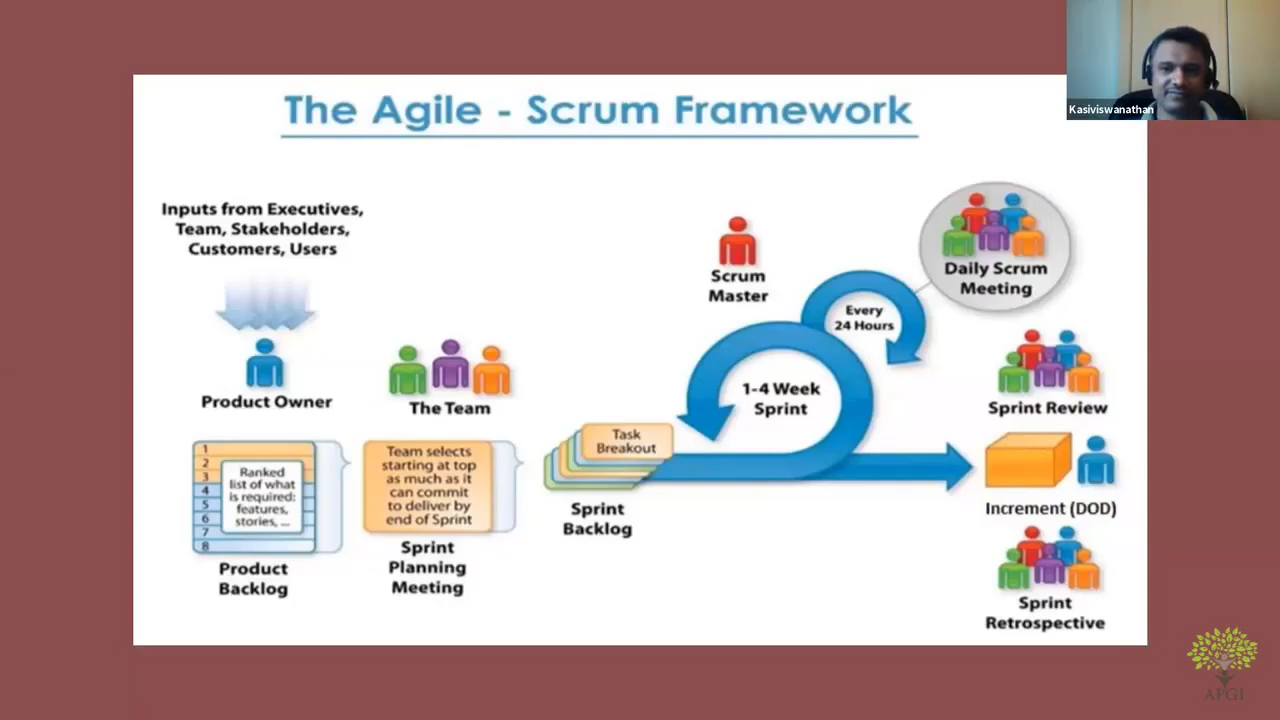 The Agile - Scrum Framework
Kasiviswanathan
Inputs from Executives,
Team, Stakeholders,
Customers, Users
Product Owner
The Team
Scrum
Master
Every
24 Hours
Daily Scrum
Meeting
1-4 Week
Sprint
Sprint Review
1
2
3
4
5
6
7
8
Ranked
list of what
is required:
features,
stories, ...
Product
Backlog
Team selects
starting at top
as much as it
can commit
to deliver by
end of Sprint
Sprint
Planning
Meeting
Task
Breakout
Sprint
Backlog
Increment (DOD)
Sprint
Retrospective
APGI